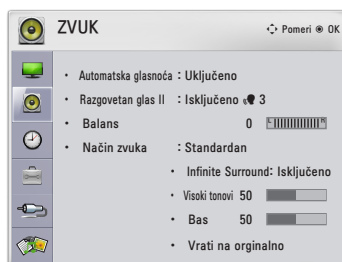 ZVUK
Pomeri OK
• Automatska glasnoća : Uključeno
• Razgovetan glas II : Isključeno 3
• Balans 0 L R
• Način zvuka : Standardan
• Infinite Surround: Isključeno
• Visoki tonovi 50
• Bas 50
• Vrati na orginalno